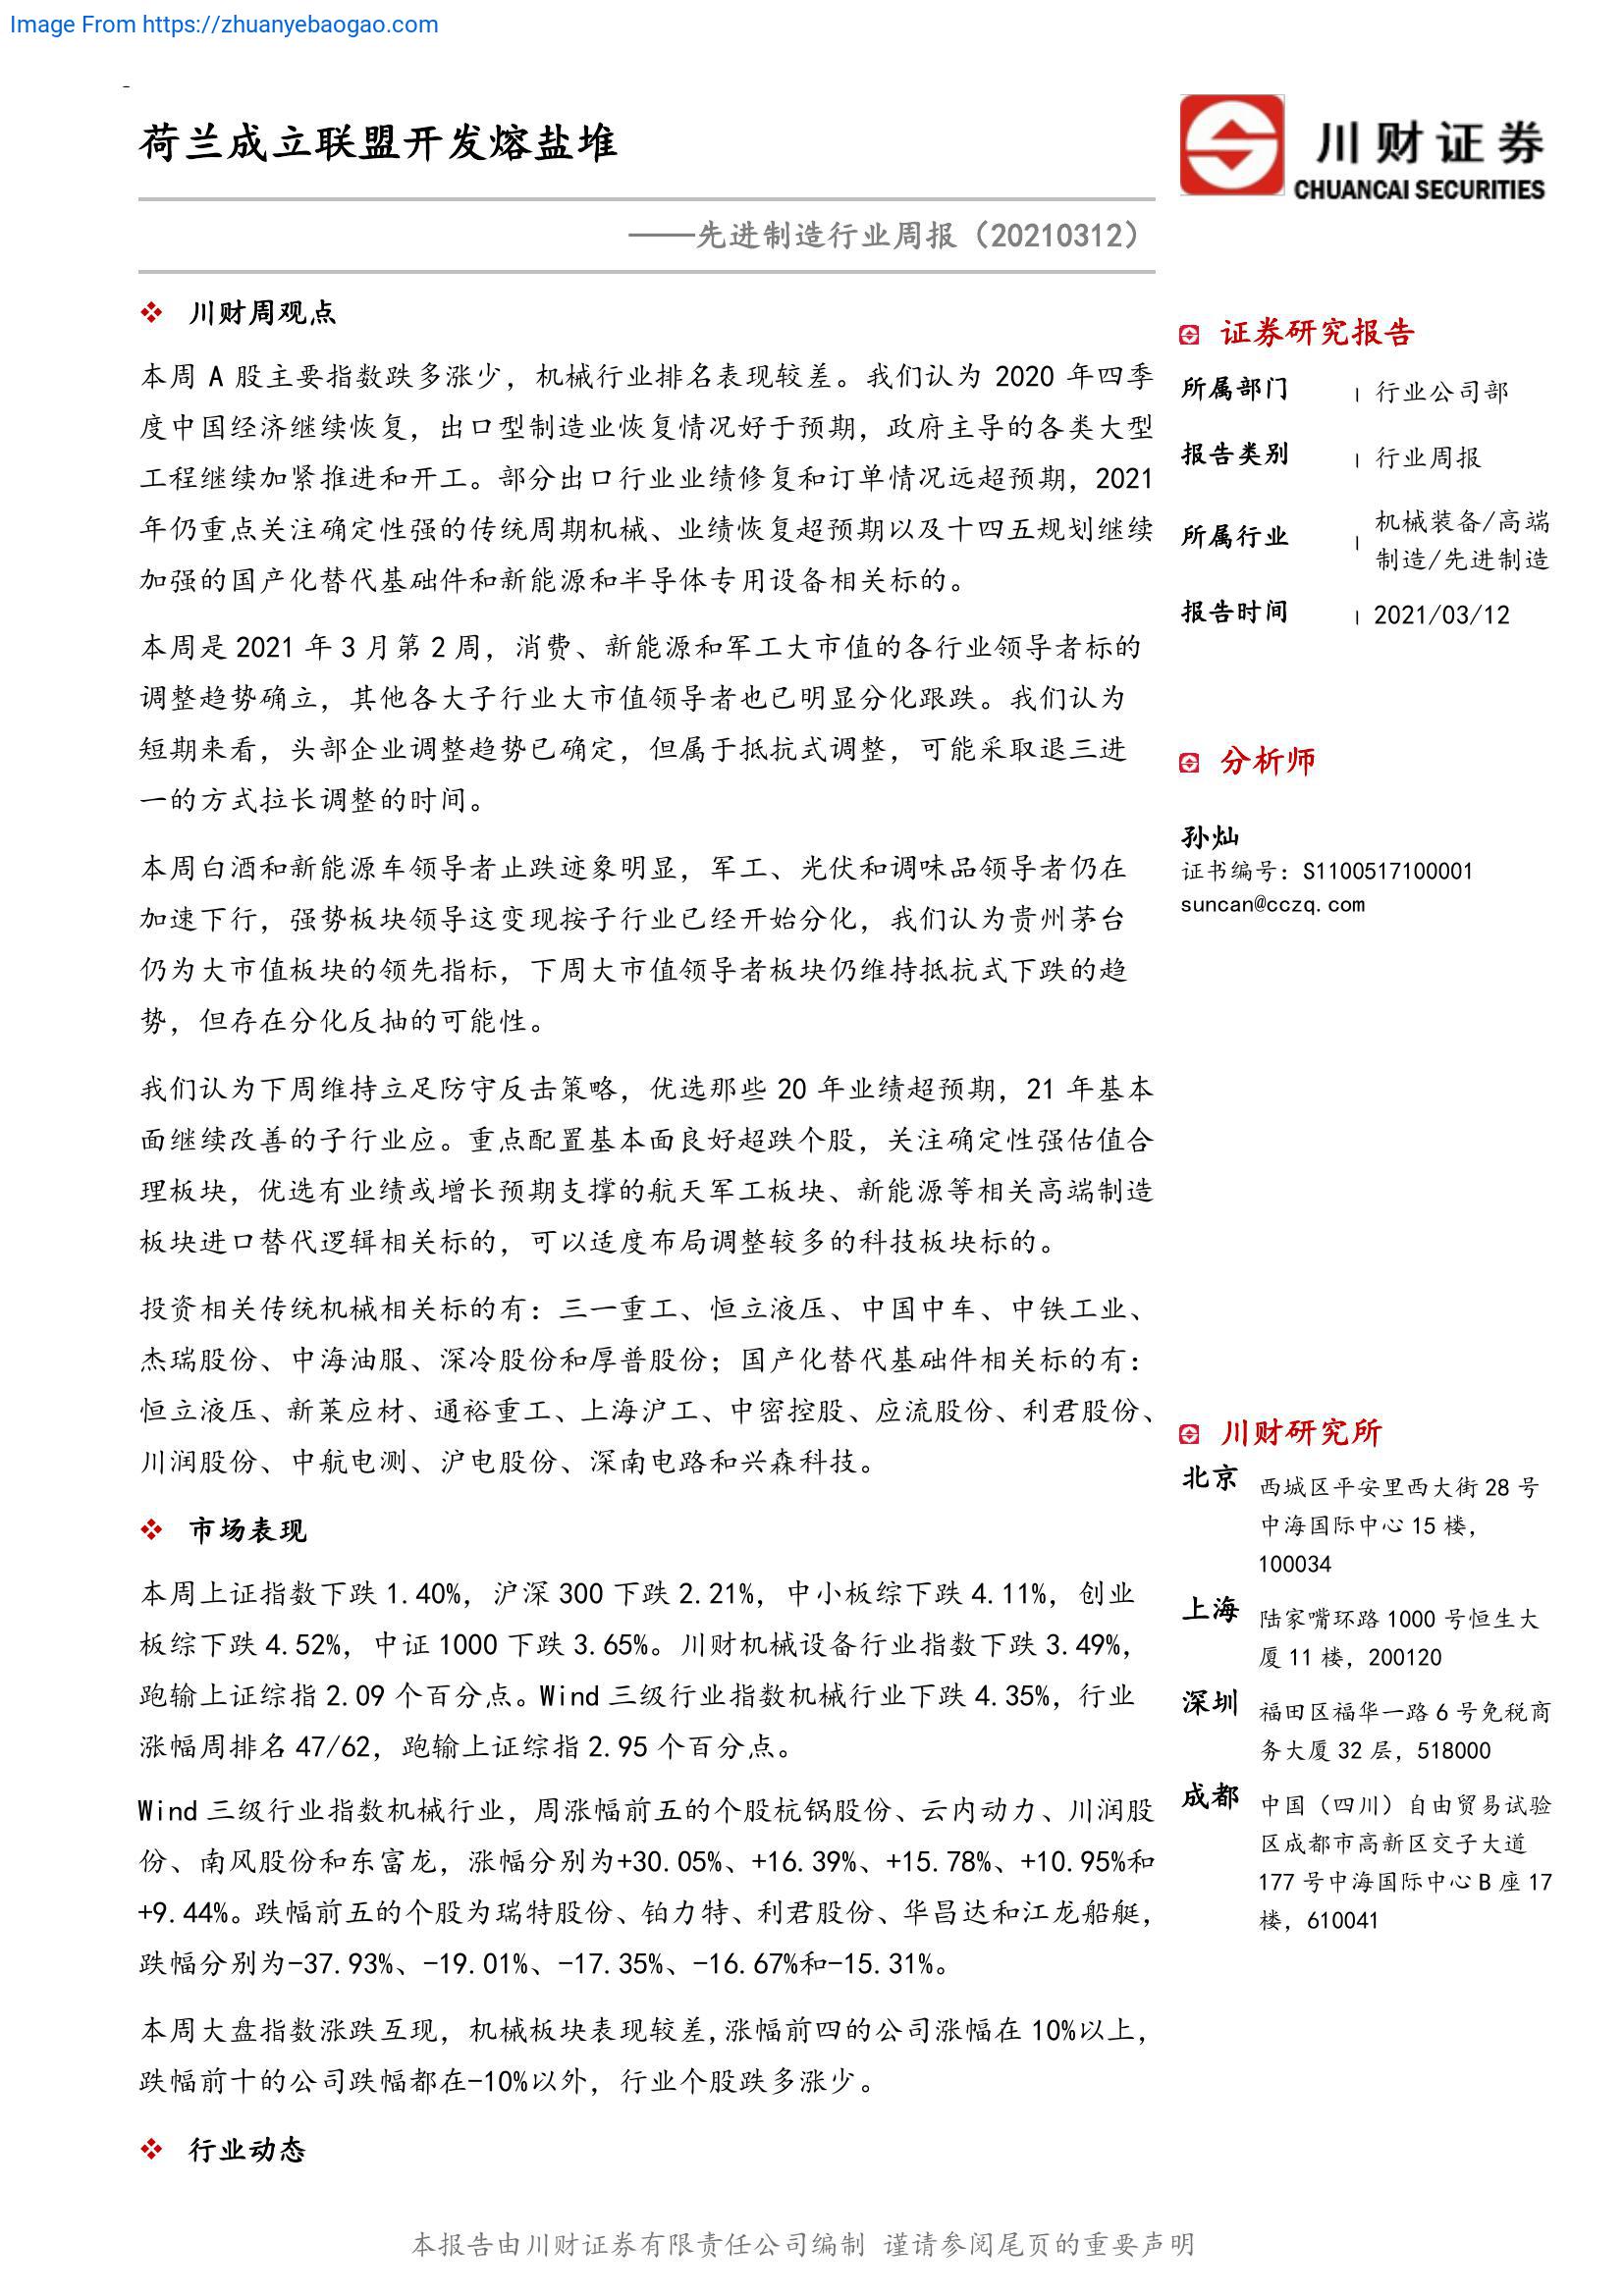 Image From https://zhuanyebaogao.com
荷兰成立联盟开发熔盐堆
——先进制造行业周报（20210312）
川财证券
CHUANCAI SECURITIES
川财周观点
本周 A 股主要指数跌多涨少，机械行业排名表现较差。我们认为 2020 年四季
度中国经济继续恢复，出口型制造业恢复情况好于预期，政府主导的各类大型
工程继续加紧推进和开工。部分出口行业业绩修复和订单情况远超预期，2021
年仍重点关注确定性强的传统周期机械、业绩恢复超预期以及十四五规划继续
加强的国产化替代基础件和新能源和半导体专用设备相关标的。
本周是 2021 年 3 月第 2 周，消费、新能源和军工大市值的各行业领导者标的
调整趋势确立，其他各大子行业大市值领导者也已明显分化跟跌。我们认为
短期来看，头部企业调整趋势已确定，但属于抵抗式调整，可能采取退三进
一的方式拉长调整的时间。
本周白酒和新能源车领导者止跌迹象明显，军工、光伏和调味品领导者仍在
加速下行，强势板块领导这变现按子行业已经开始分化，我们认为贵州茅台
仍为大市值板块的领先指标，下周大市值领导者板块仍维持抵抗式下跌的趋
势，但存在分化反抽的可能性。
我们认为下周维持立足防守反击策略，优选那些 20 年业绩超预期，21 年基本
面继续改善的子行业应。重点配置基本面良好超跌个股，关注确定性强估值合
理板块，优选有业绩或增长预期支撑的航天军工板块、新能源等相关高端制造
板块进口替代逻辑相关标的，可以适度布局调整较多的科技板块标的。
投资相关传统机械相关标的有：三一重工、恒立液压、中国中车、中铁工业、
杰瑞股份、中海油服、深冷股份和厚普股份；国产化替代基础件相关标的有：
恒立液压、新莱应材、通裕重工、上海沪工、中密控股、应流股份、利君股份、
川润股份、中航电测、沪电股份、深南电路和兴森科技。
市场表现
本周上证指数下跌 1.40%，沪深 300 下跌 2.21%，中小板综下跌 4.11%，创业
板综下跌 4.52%，中证 1000 下跌 3.65%。川财机械设备行业指数下跌 3.49%，
跑输上证综指 2.09 个百分点。Wind 三级行业指数机械行业下跌 4.35%，行业
涨幅周排名 47/62，跑输上证综指 2.95 个百分点。
Wind 三级行业指数机械行业，周涨幅前五的个股杭锅股份、云内动力、川润股
份、南风股份和东富龙，涨幅分别为+30.05%、+16.39%、+15.78%、+10.95%和
+9.44%。跌幅前五的个股为瑞特股份、铂力特、利君股份、华昌达和江龙船艇，
跌幅分别为-37.93%、-19.01%、-17.35%、-16.67%和-15.31%。
本周大盘指数涨跌互现，机械板块表现较差,涨幅前四的公司涨幅在 10%以上，
跌幅前十的公司跌幅都在-10%以外，行业个股跌多涨少。
行业动态
证券研究报告
所属部门 | 行业公司部
报告类别 | 行业周报
所属行业 | 机械装备/高端
制造/先进制造
报告时间 | 2021/03/12
分析师
孙灿
证书编号：S1100517100001
suncan@cczq.com
川财研究所
北京 西城区平安里西大街 28 号
中海国际中心 15 楼，
100034
上海 陆家嘴环路 1000 号恒生大
厦 11 楼，200120
深圳 福田区福华一路 6 号免税商
务大厦 32 层，518000
成都 中国（四川）自由贸易试验
区成都市高新区交子大道
177 号中海国际中心 B 座 17
楼，610041
本报告由川财证券有限责任公司编制 谨请参阅尾页的重要声明